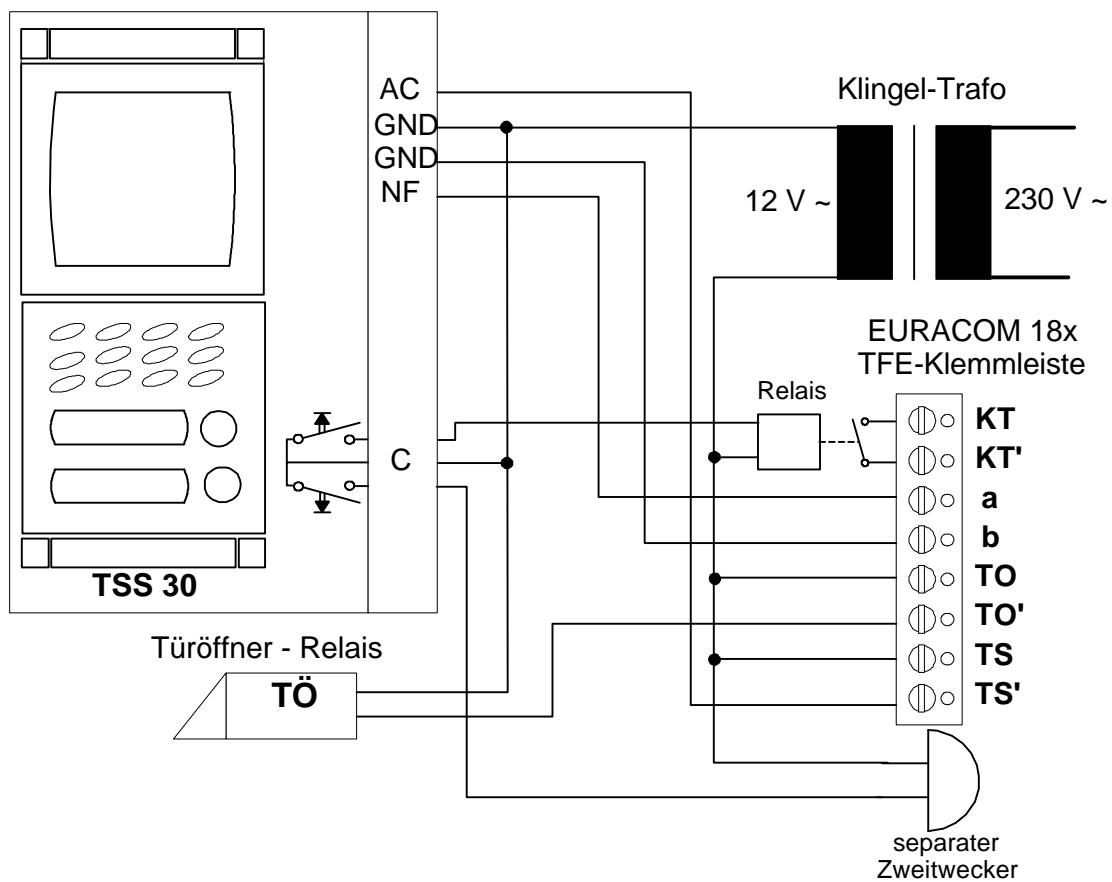 AC
GND
GND
NF
C
TSS 30
Klingel-Trafo
12 V ~
230 V ~
EURACOM 18x
TFE-Klemmleiste
Relais
KT
KT'
a
b
TO
TO'
TS
TS'
Türöffner - Relais
TÖ
separater
Zweitwecker